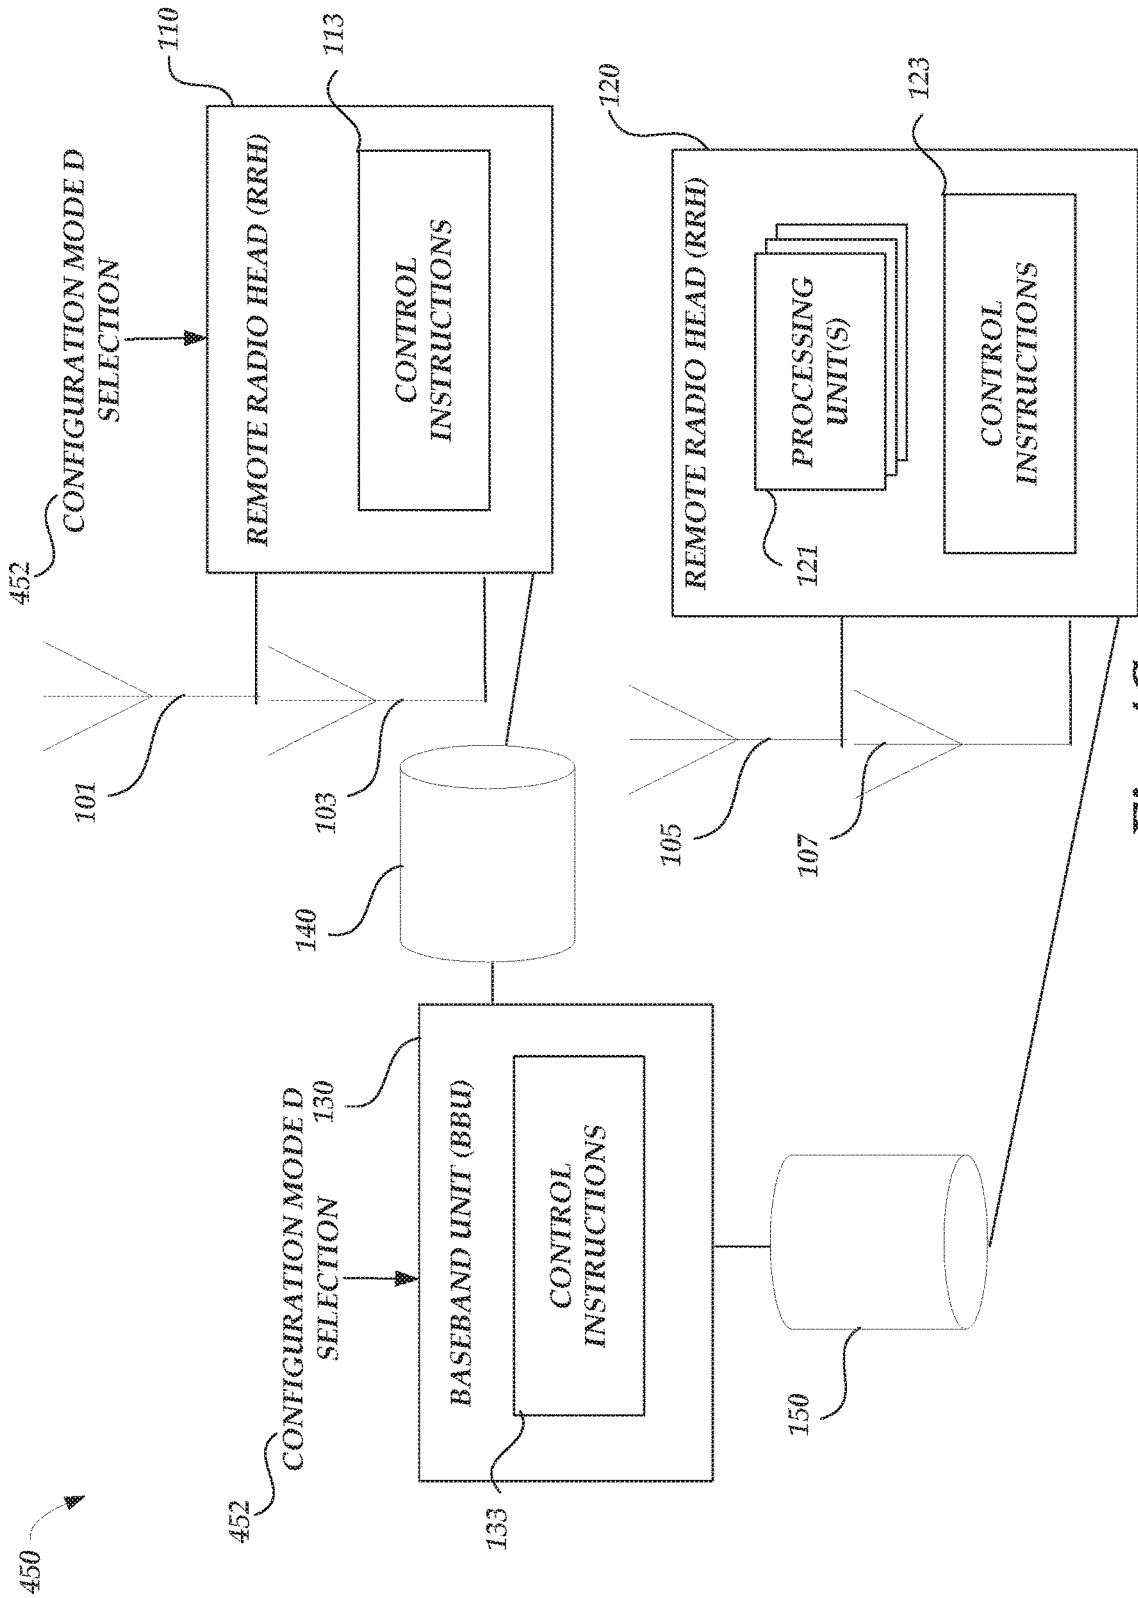 450
452
CONFIGURATION MODE D
SELECTION
130
BASEBAND UNIT (BBU)
CONTROL
INSTRUCTIONS
133
140
150
452
CONFIGURATION MODE D
SELECTION
110
REMOTE RADIO HEAD (RRH)
113
CONTROL
INSTRUCTIONS
101
103
120
REMOTE RADIO HEAD (RRH)
PROCESSING
UNIT(S)
121
123
CONTROL
INSTRUCTIONS
105
107